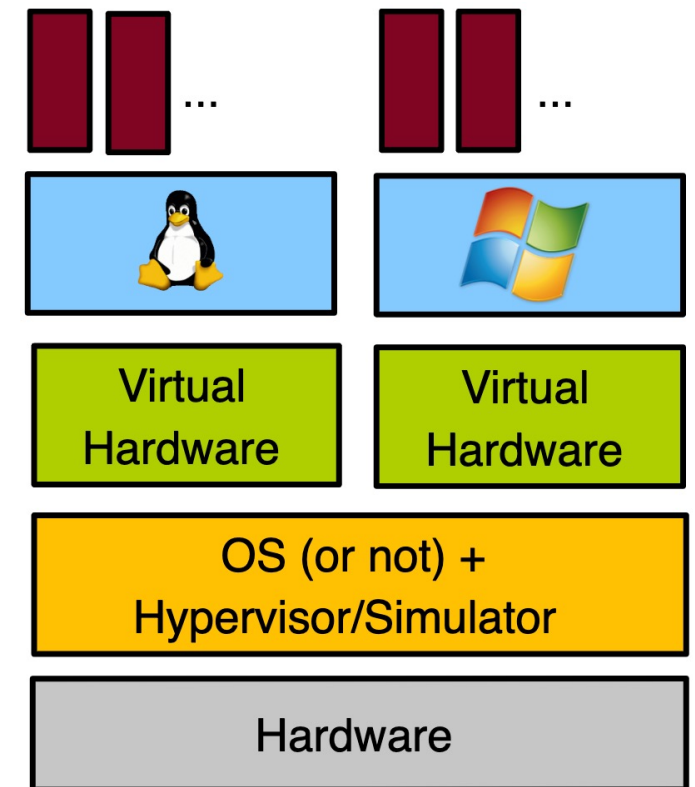 ... ...
Virtual
Hardware
Virtual
Hardware
OS (or not) +
Hypervisor/Simulator
Hardware